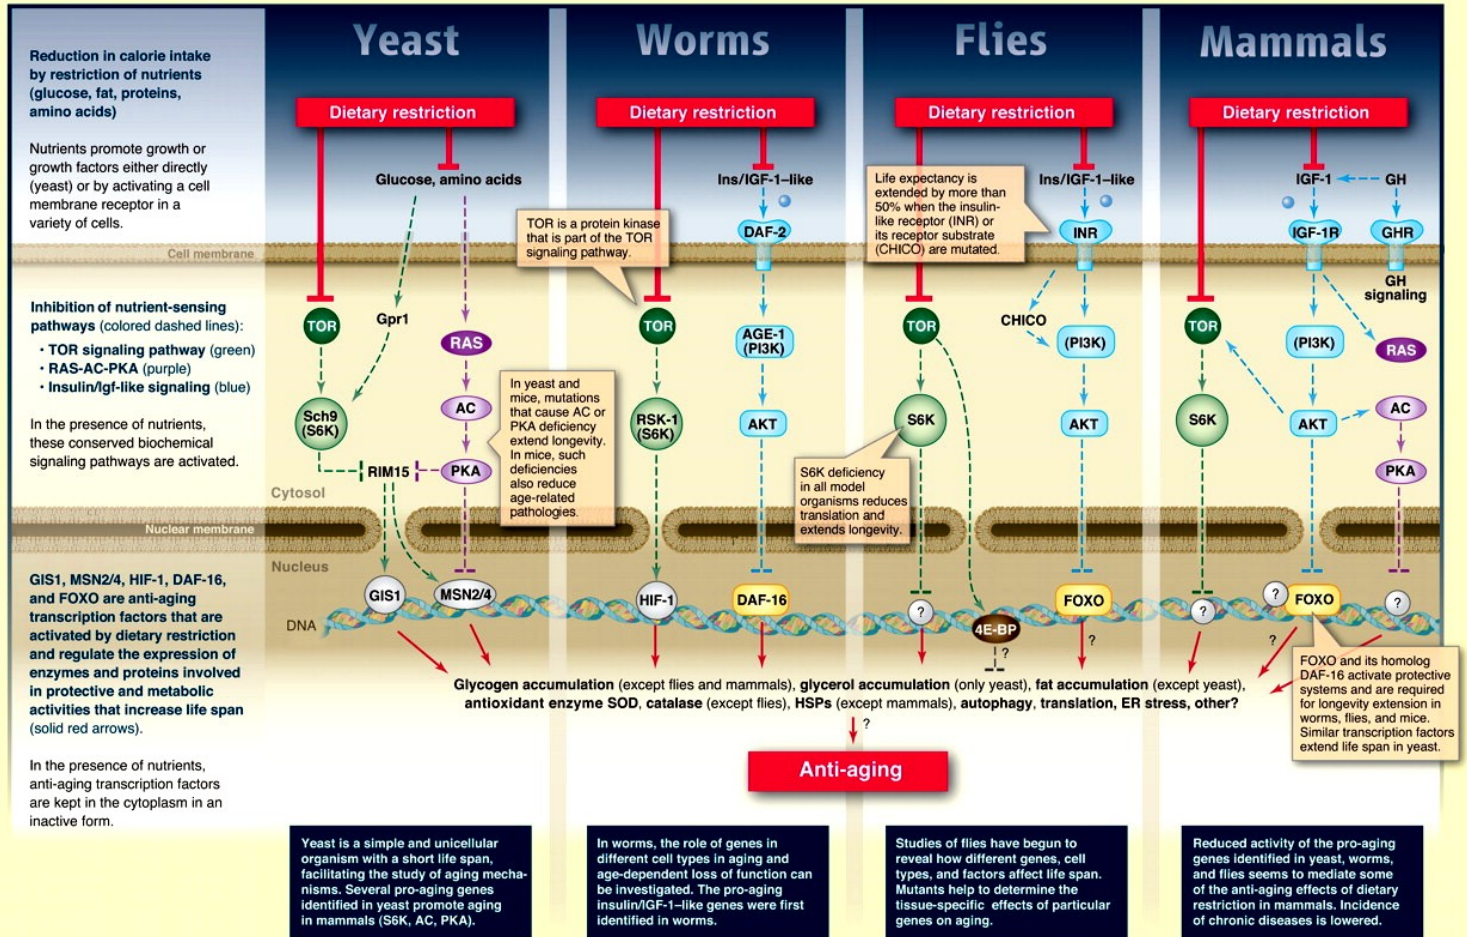 Yeast
Worms
Flies
Mammals
Reduction in calorie intake
by restriction of nutrients
(glucose, fat, proteins,
amino acids)
Nutrients promote growth or
growth factors either directly
(yeast) or by activating a cell
membrane receptor in a
variety of cells.
Cell membrane
Inhibition of nutrient-sensing
pathways (colored dashed lines):
• TOR signaling pathway (green)
• RAS-AC-PKA (purple)
• Insulin/Igf-like signaling (blue)
In the presence of nutrients,
these conserved biochemical
signaling pathways are activated.
Cytosol
Nuclear membrane
Nucleus
GIS1, MSN2/4, HIF-1, DAF-16,
and FOXO are anti-aging
transcription factors that are
activated by dietary restriction
and regulate the expression of
enzymes and proteins involved
in protective and metabolic
activities that increase life span
(solid red arrows).
In the presence of nutrients,
anti-aging transcription factors
are kept in the cytoplasm in an
inactive form.
DNA
Dietary restriction
Glucose, amino acids
TOR
Gpr1
RAS
Sch9
(S6K)
AC
RIM15
PKA
GIS1
MSN2/4
In yeast and
mice, mutations
that cause AC or
PKA deficiency
extend longevity.
In mice, such
deficiencies
also reduce
age-related
pathologies.
Dietary restriction
Ins/IGF-1–like
TOR is a protein kinase
that is part of the TOR
signaling pathway.
DAF-2
TOR
AGE-1
(PI3K)
RSK-1
(S6K)
AKT
HIF-1
DAF-16
Dietary restriction
Ins/IGF-1–like
Life expectancy is
extended by more than
50% when the insulin-
like receptor (INR) or
its receptor substrate
(CHICO) are mutated.
INR
TOR
CHICO
(PI3K)
S6K
AKT
S6K deficiency
in all model
organisms reduces
translation and
extends longevity.
?
4E-BP
?
FOXO
?
Dietary restriction
IGF-1
GH
IGF-1R
GHR
GH
signaling
TOR
(PI3K)
RAS
S6K
AKT
AC
PKA
?
?
FOXO
?
?
FOXO and its homolog
DAF-16 activate protective
systems and are required
for longevity extension in
worms, flies, and mice.
Similar transcription factors
extend life span in yeast.
Glycogen accumulation (except flies and mammals), glycerol accumulation (only yeast), fat accumulation (except yeast),
antioxidant enzyme SOD, catalase (except flies), HSPs (except mammals), autophagy, translation, ER stress, other?
?
Anti-aging
Yeast is a simple and unicellular
organism with a short life span,
facilitating the study of aging mecha-
nisms. Several pro-aging genes
identified in yeast promote aging
in mammals (S6K, AC, PKA).
In worms, the role of genes in
different cell types in aging and
age-dependent loss of function can
be investigated. The pro-aging
insulin/IGF-1–like genes were first
identified in worms.
Studies of flies have begun to
reveal how different genes, cell
types, and factors affect life span.
Mutants help to determine the
tissue-specific effects of particular
genes on aging.
Reduced activity of the pro-aging
genes identified in yeast, worms,
and flies seems to mediate some
of the anti-aging effects of dietary
restriction in mammals. Incidence
of chronic diseases is lowered.